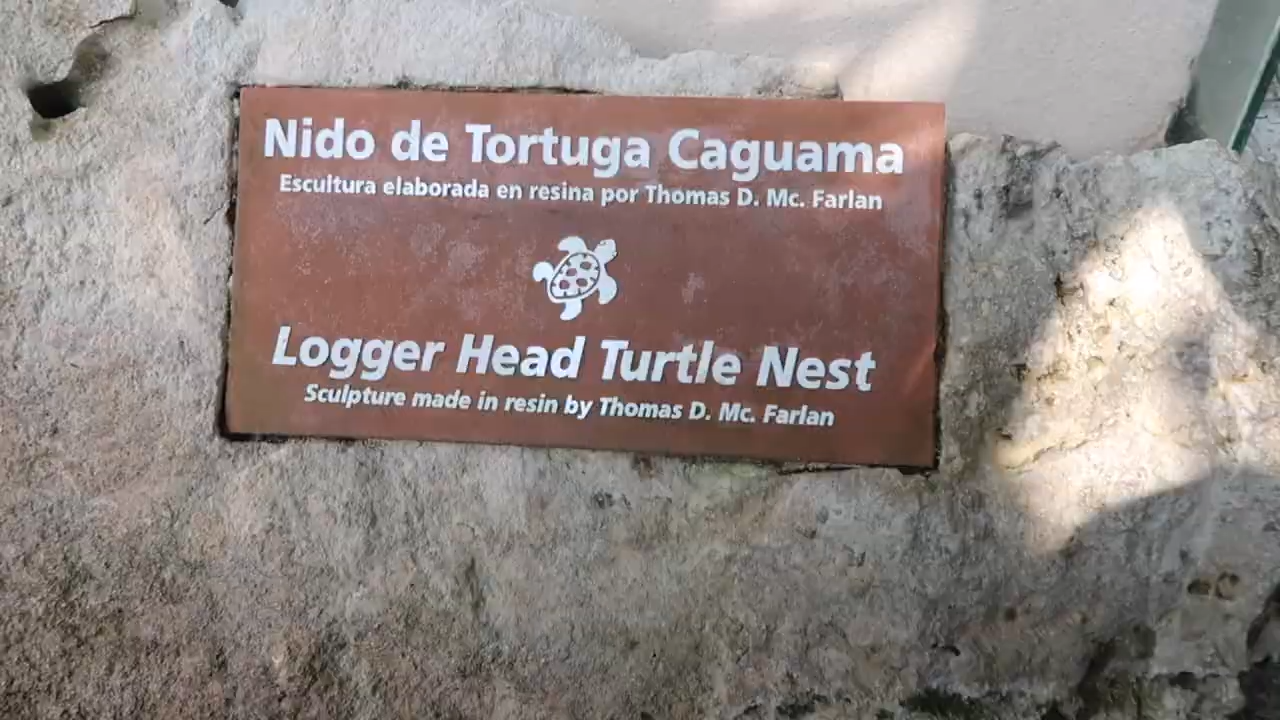 Nido de Tortuga Caguama
Escultura elaborada en resina por Thomas D. Mc. Farlan
Logger Head Turtle Nest
Sculpture made in resin by Thomas D. Mc. Farlan